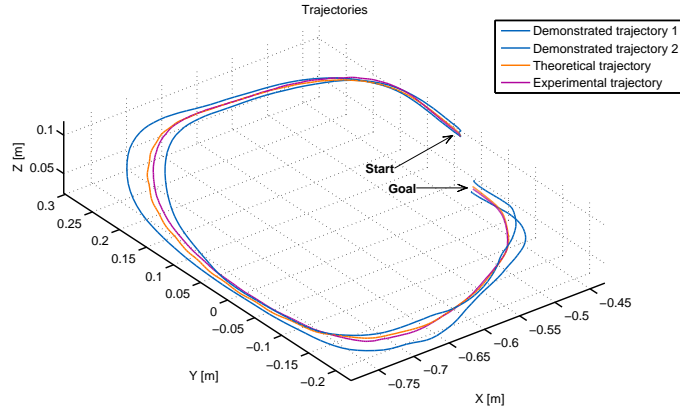 Trajectories
Demonstrated trajectory 1
Demonstrated trajectory 2
Theoretical trajectory
Experimental trajectory
Start
Goal
Z [m]
0.1
0.05
0.3
0.25
0.2
0.15
0.1
0.05
0
−0.05
−0.1
−0.15
−0.2
Y [m]
−0.75
−0.7
−0.65
−0.6
−0.55
−0.5
−0.45
X [m]